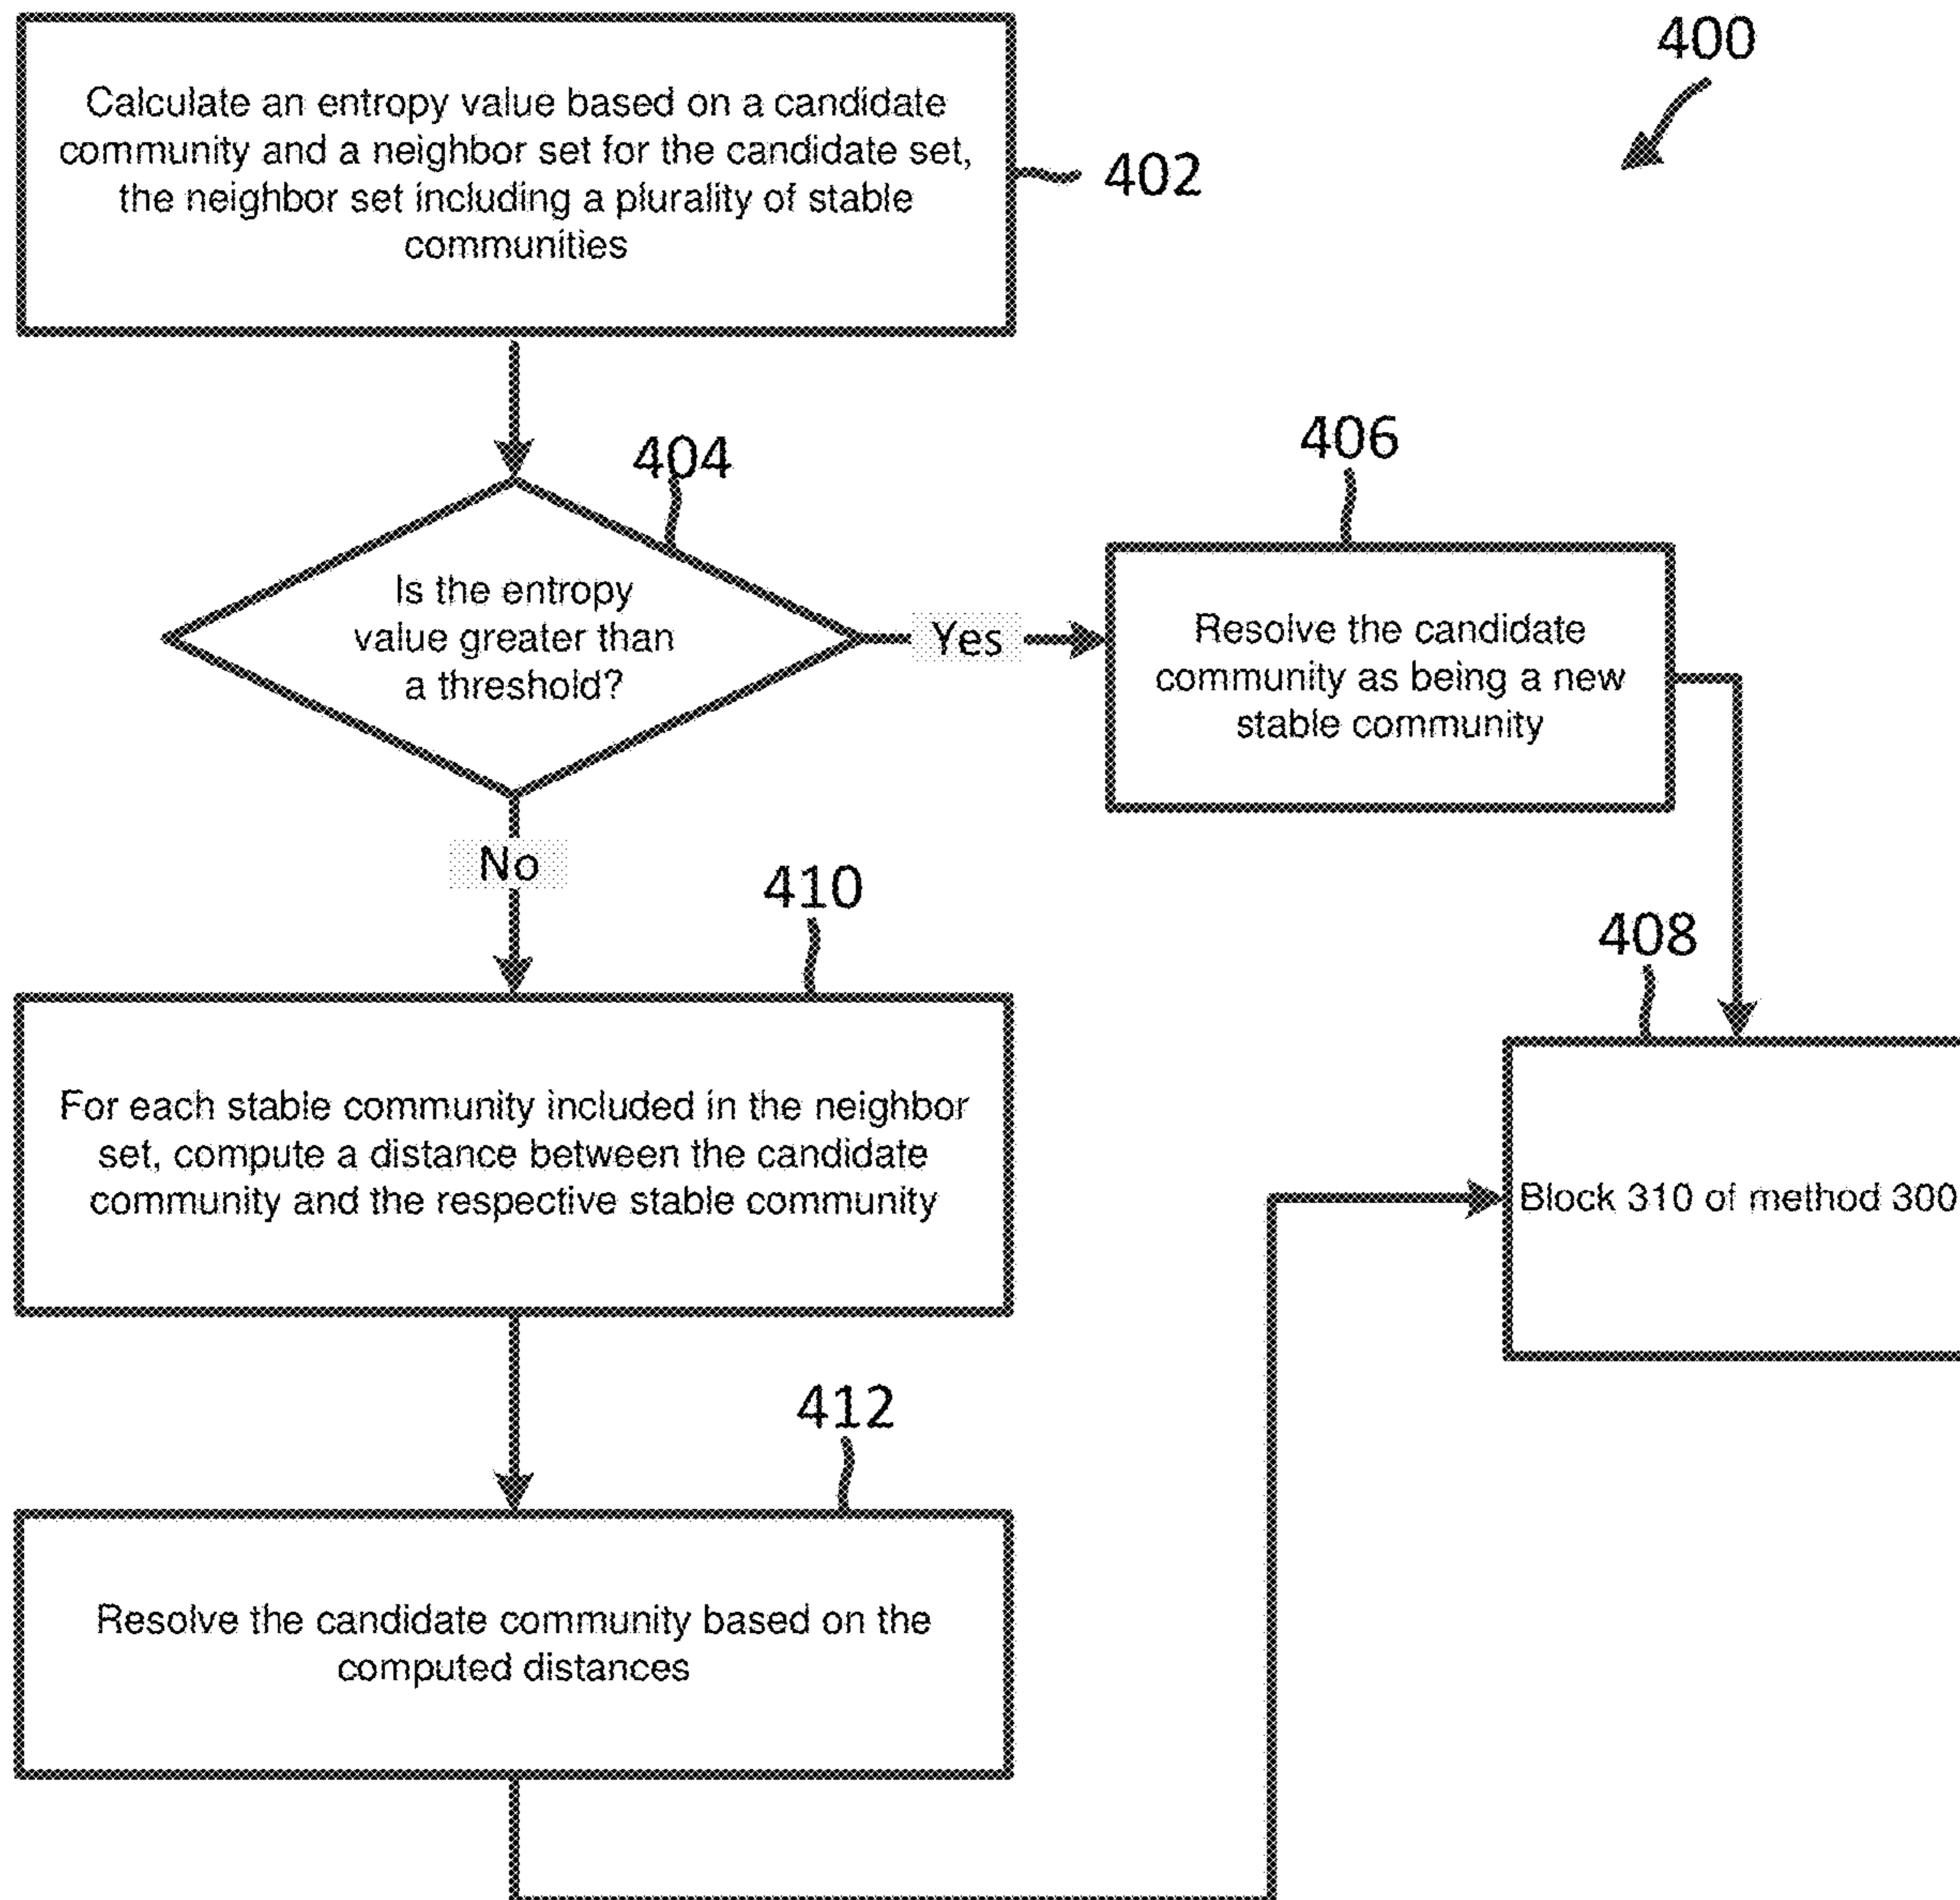 400
Calculate an entropy value based on a candidate
community and a neighbor set for the candidate set,
the neighbor set including a plurality of stable
communities
402
404
Is the entropy
value greater than
a threshold?
Yes
406
Resolve the candidate
community as being a new
stable community
No
410
408
For each stable community included in the neighbor
set, compute a distance between the candidate
community and the respective stable community
Block 310 of method 300
412
Resolve the candidate community based on the
computed distances